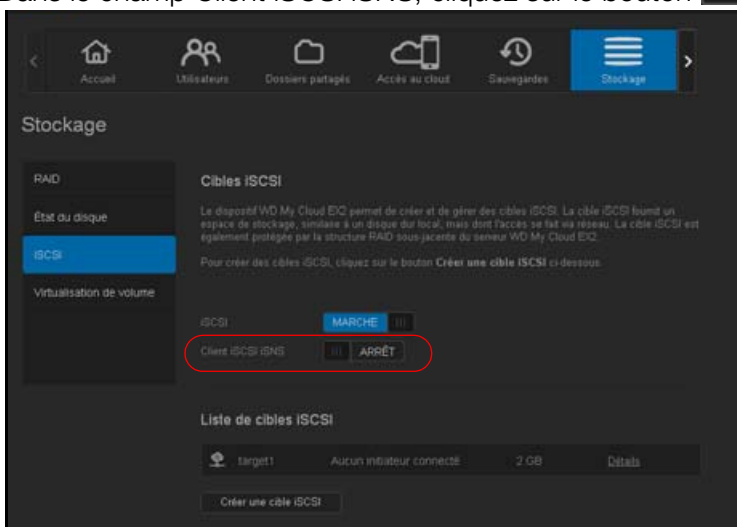 Dans le champ Client iSCSI iSNS, cliquez sur le bouton
Accueil
Utilisateurs
Dossiers partagés
Accès au cloud
Sauvegardes
Stockage
Stockage
RAID
État du disque
iSCSI
Virtualisation de volume
Cibles iSCSI
Le dispositif WD My Cloud EX2 permet de créer et de gérer des cibles iSCSI. La cible iSCSI fournit un
espace de stockage, similaire à un disque dur local, mais dont l'accès se fait via réseau. La cible iSCSI est
également protégée par la structure RAID sous-jacente du serveur WD My Cloud EX2.
Pour créer des cibles iSCSI, cliquez sur le bouton Créer une cible iSCSI ci-dessous.
iSCSI MARCHE
Client iSCSI iSNS ARRÊT
Liste de cibles iSCSI
target1 Aucun initiateur connecté 2 GB Détails
Créer une cible iSCSI